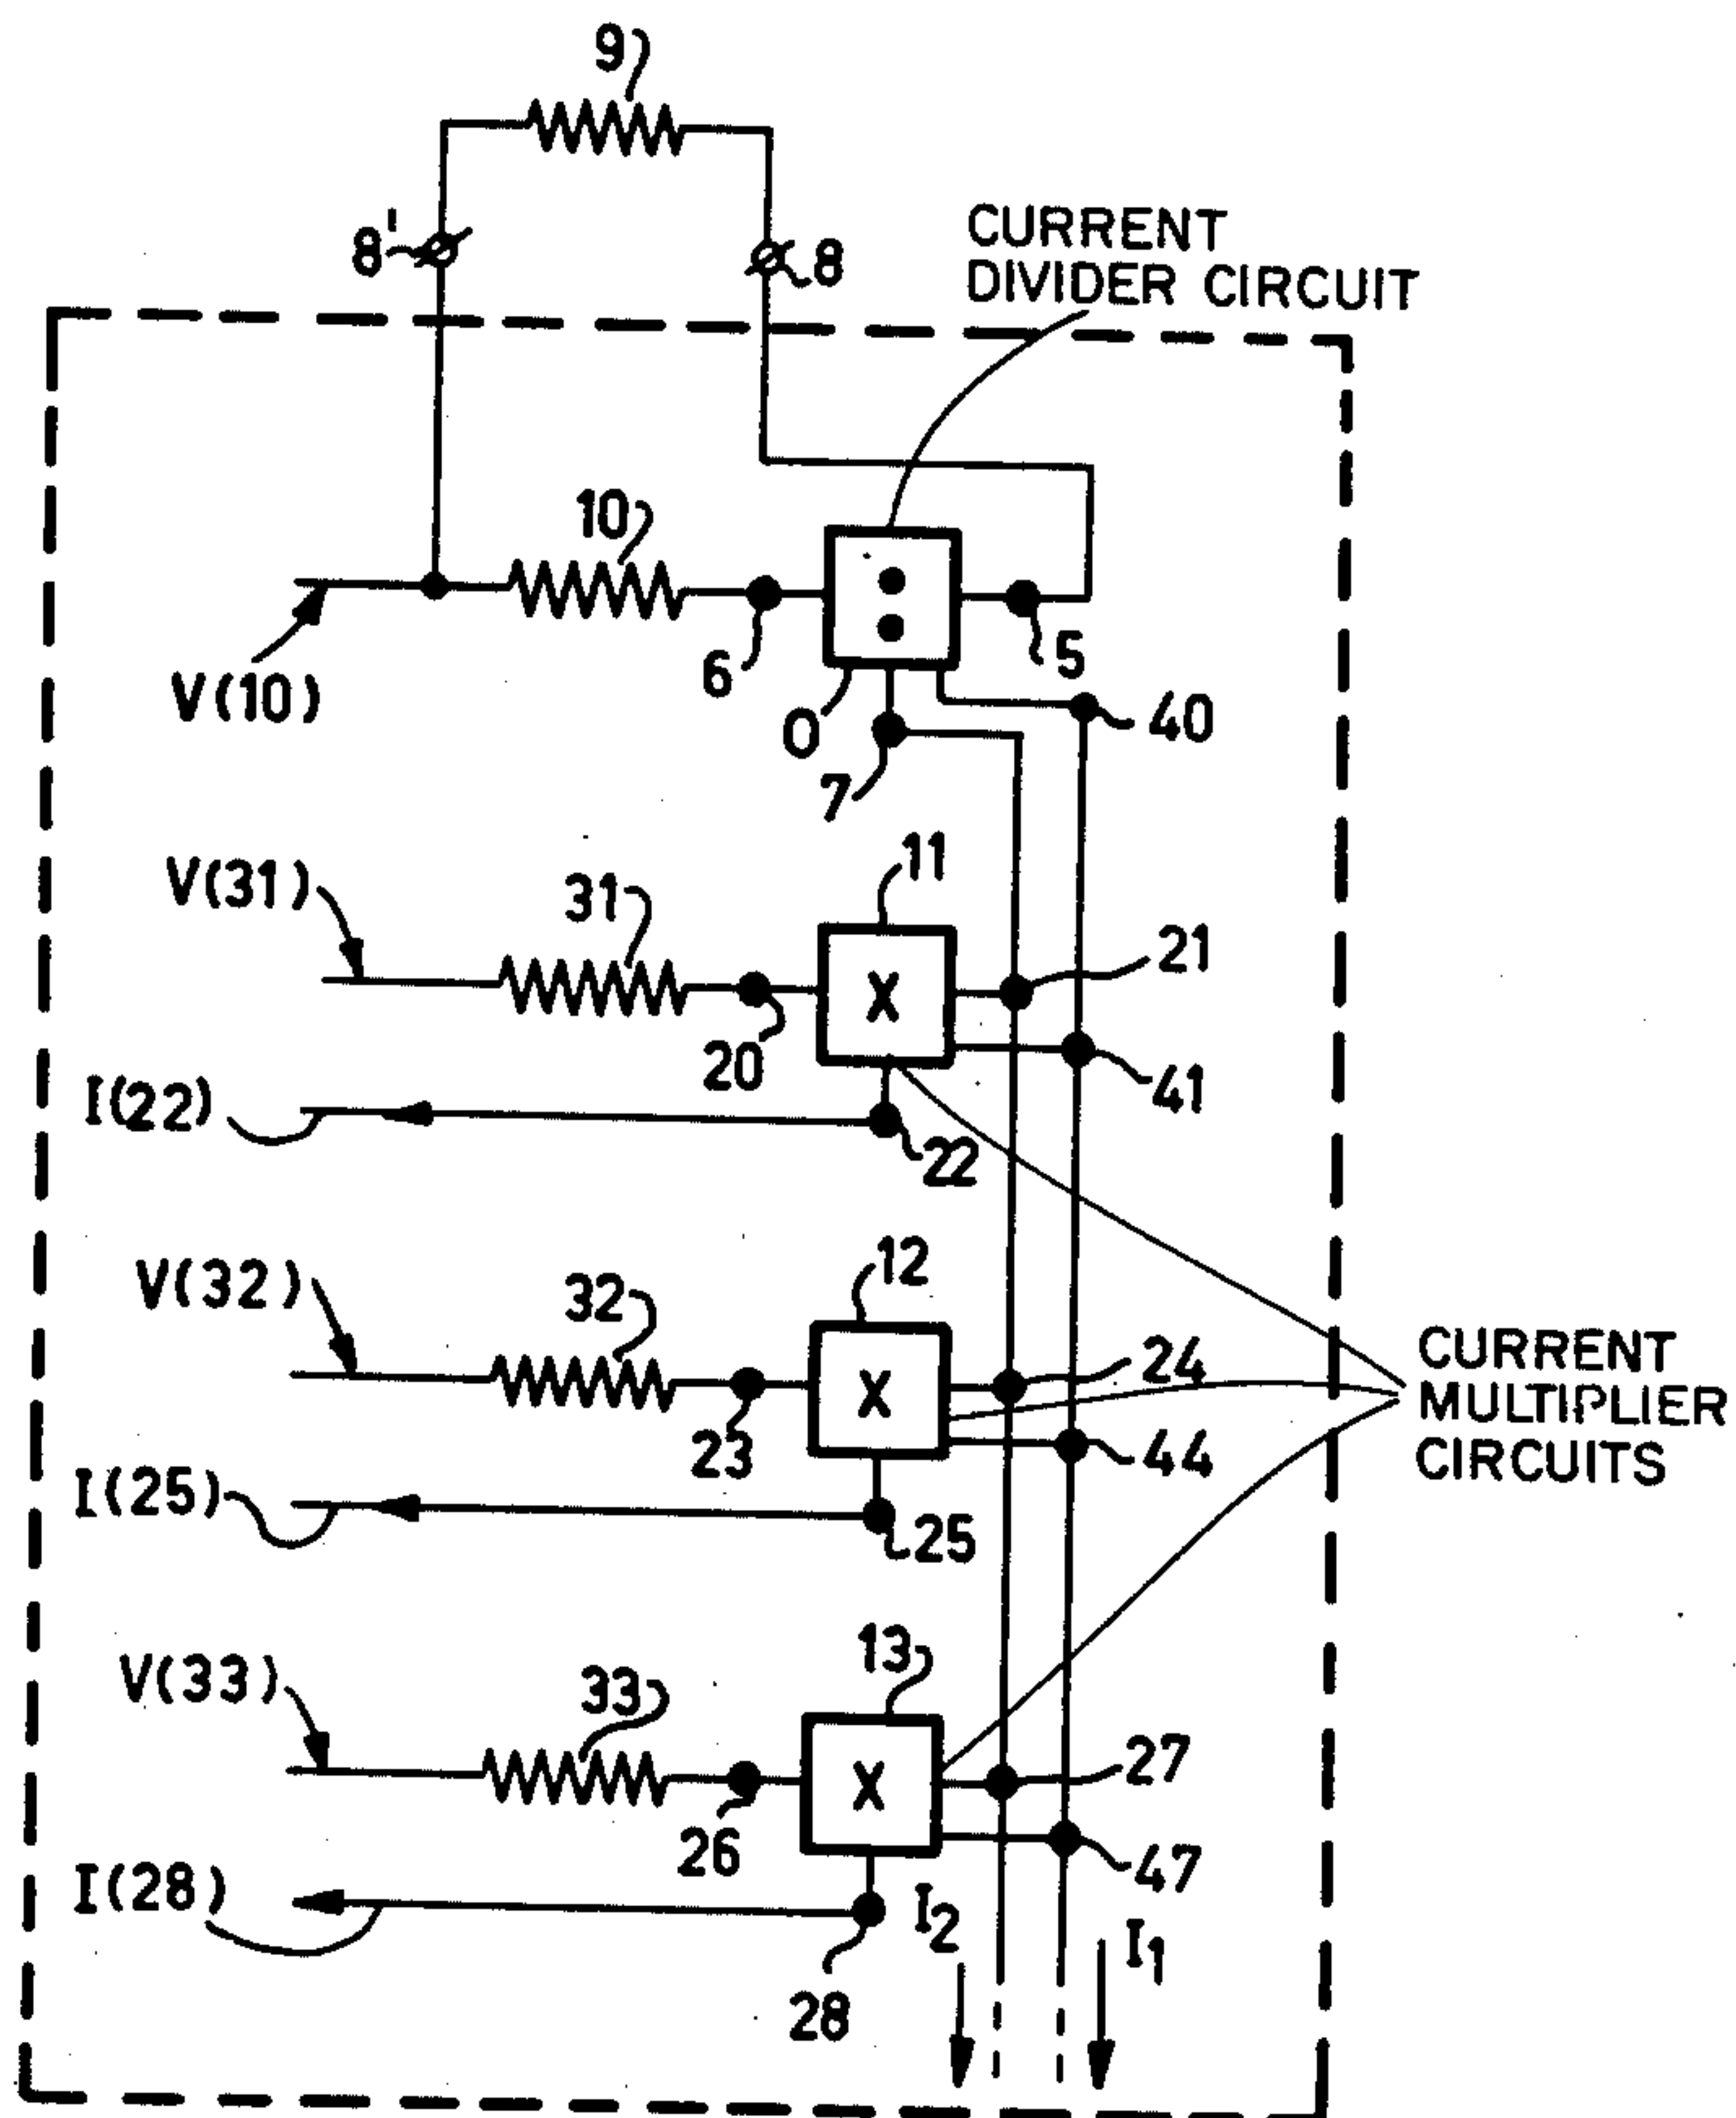 9
8'
8
CURRENT
DIVIDER CIRCUIT
10
6
5
V(10)
0
40
7
11
V(31)
31
X
21
20
41
I(22)
22
12
V(32)
32
X
24
CURRENT
MULTIPLIER
CIRCUITS
23
44
I(25)
25
13
V(33)
33
X
27
26
47
I(28)
I2
I1
28